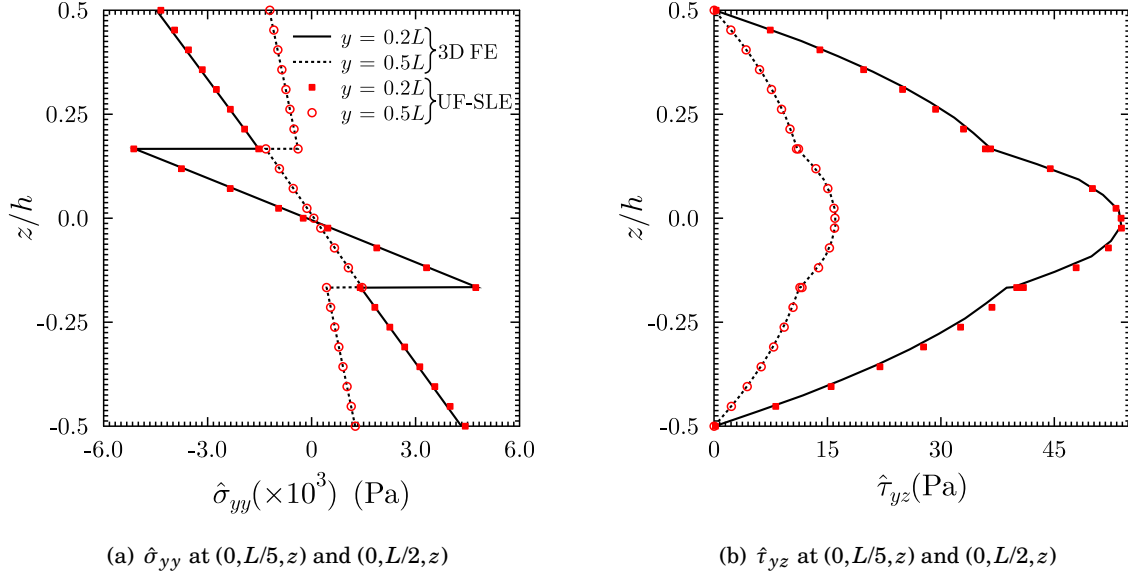 0.5
0.25
0.0
-0.25
-0.5
z/h
-6.0 -3.0 0 3.0 6.0
σ̂yy(×10³) (Pa)
y = 0.2L
y = 0.5L
3D FE
y = 0.2L
y = 0.5L
UF-SLE
(a) σ̂yy at (0,L/5,z) and (0,L/2,z)
0.5
0.25
0.0
-0.25
-0.5
z/h
0 15 30 45
τ̂yz(Pa)
(b) τ̂yz at (0,L/5,z) and (0,L/2,z)